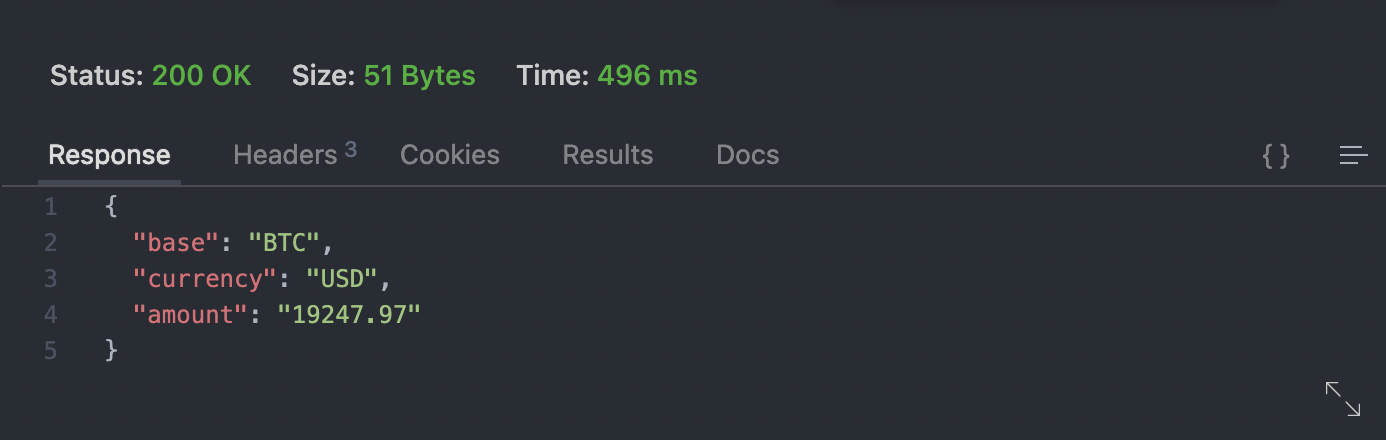 Status: 200 OK Size: 51 Bytes Time: 496 ms
Response Headers 3 Cookies Results Docs { }
1 {
2 "base": "BTC",
3 "currency": "USD",
4 "amount": "19247.97"
5 }